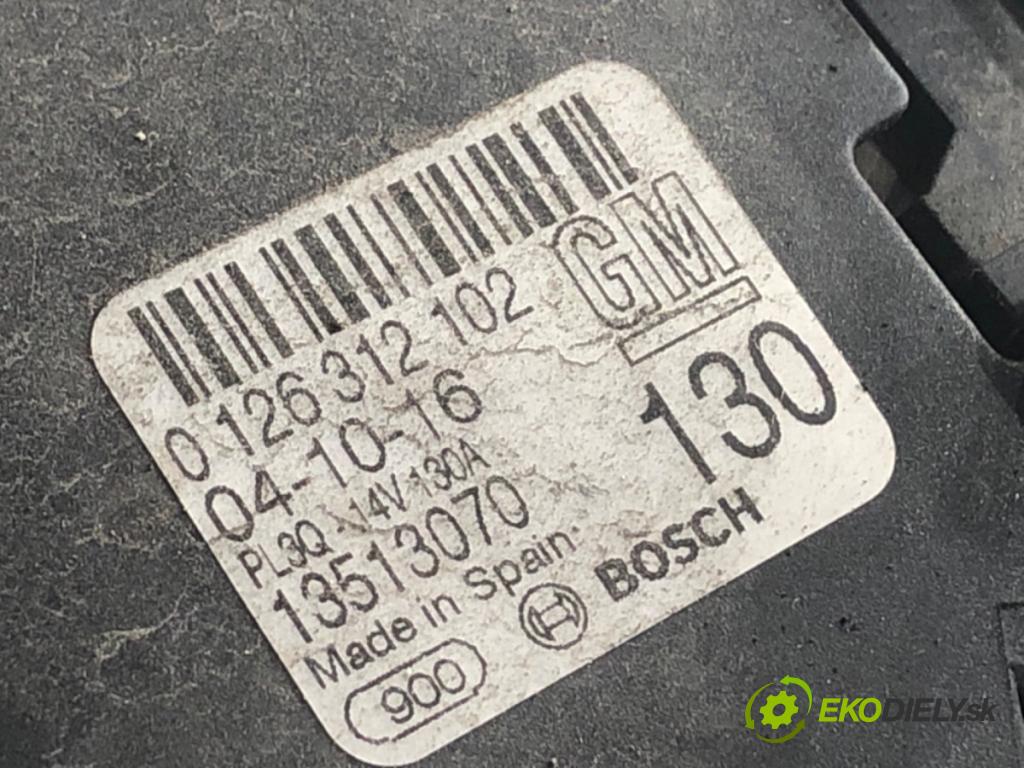 0 126 312 102
GM
04-10-16
130
PL3Q 14V 130A
13513070
Made in Spain
BOSCH
900
EKODIELY.sk